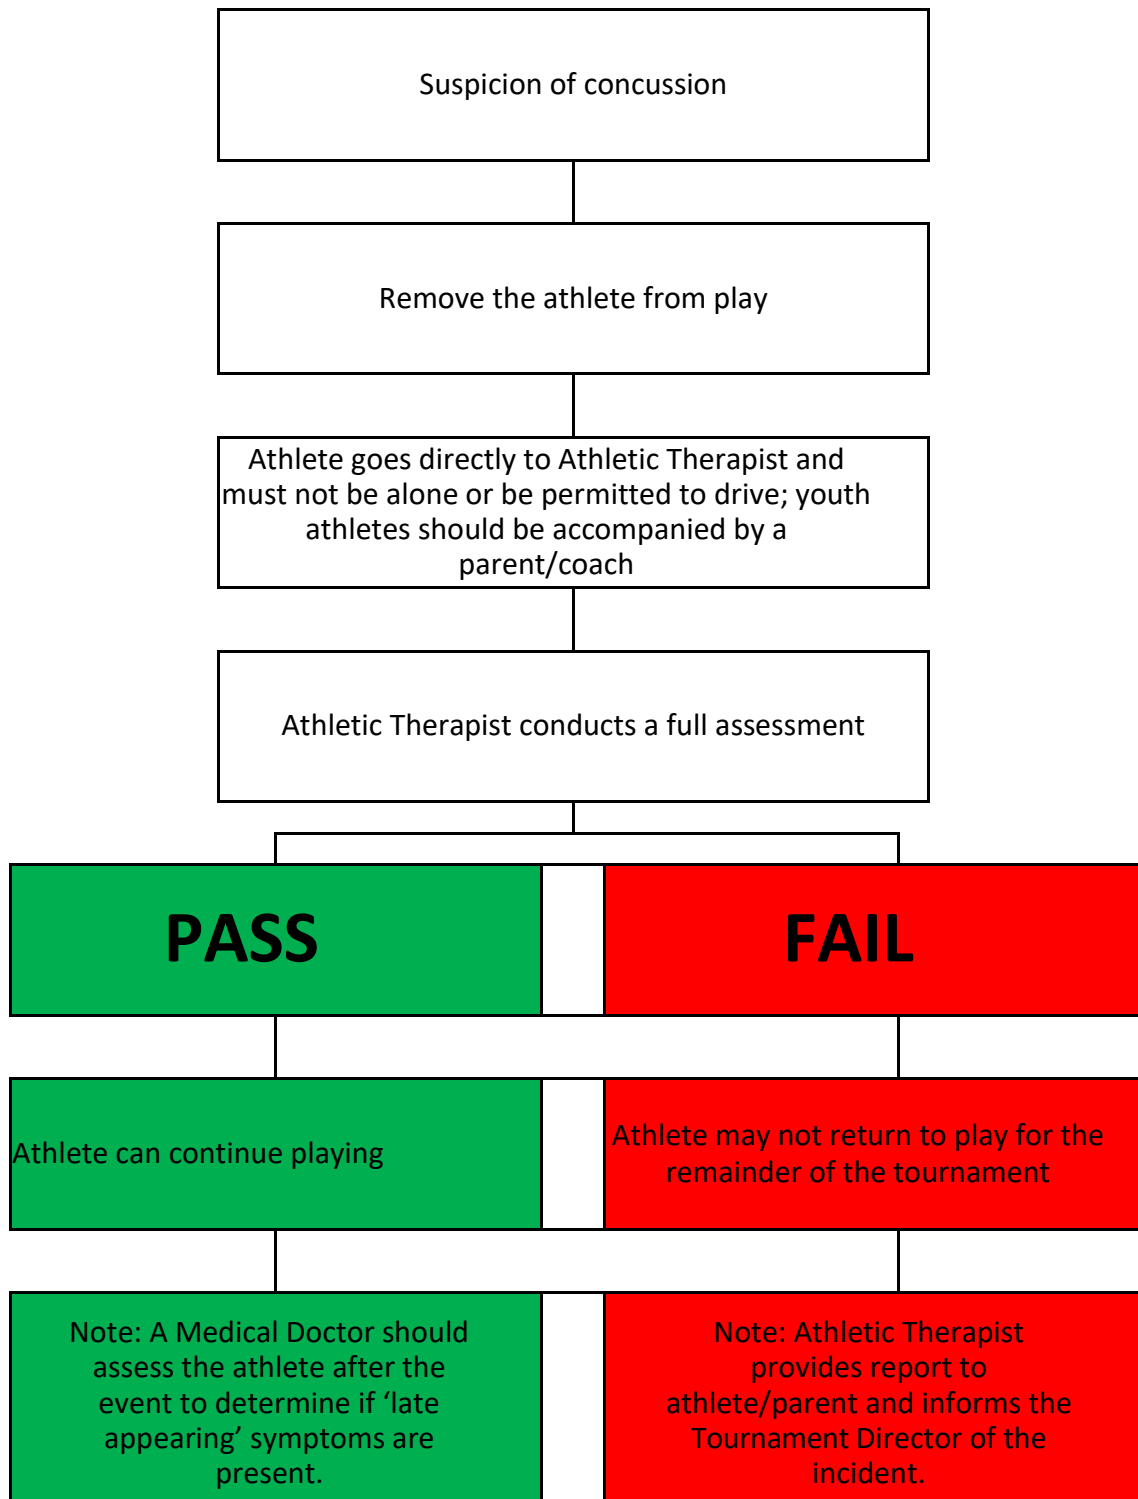 Suspicion of concussion
Remove the athlete from play
Athlete goes directly to Athletic Therapist and
must not be alone or be permitted to drive; youth
athletes should be accompanied by a
parent/coach
Athletic Therapist conducts a full assessment
PASS
FAIL
Athlete can continue playing
Athlete may not return to play for the
remainder of the tournament
Note: A Medical Doctor should
assess the athlete after the
event to determine if ‘late
appearing’ symptoms are
present.
Note: Athletic Therapist
provides report to
athlete/parent and informs the
Tournament Director of the
incident.